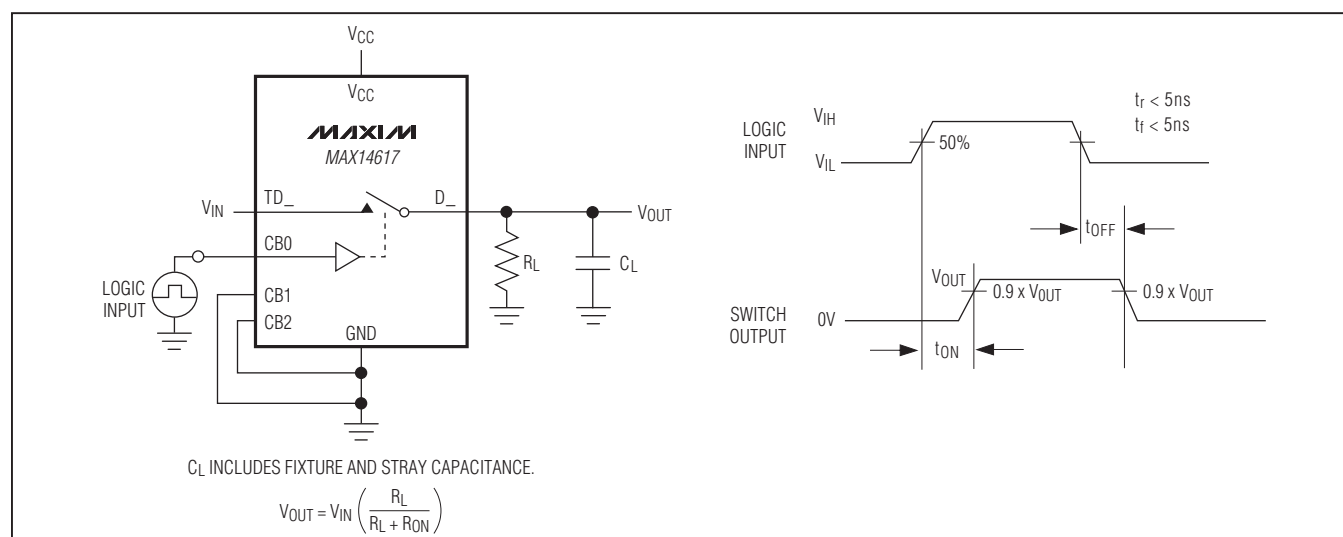 VCC
VCC
MAXIM
MAX14617
VIN
TD_
D_
VOUT
CB0
RL
CL
LOGIC
INPUT
CB1
CB2
GND
CL INCLUDES FIXTURE AND STRAY CAPACITANCE.
VOUT = VIN ( RL / RL + RON )
LOGIC
INPUT
VIH
VIL
50%
tr < 5ns
tf < 5ns
tOFF
SWITCH
OUTPUT
VOUT
0V
0.9 x VOUT
0.9 x VOUT
tON